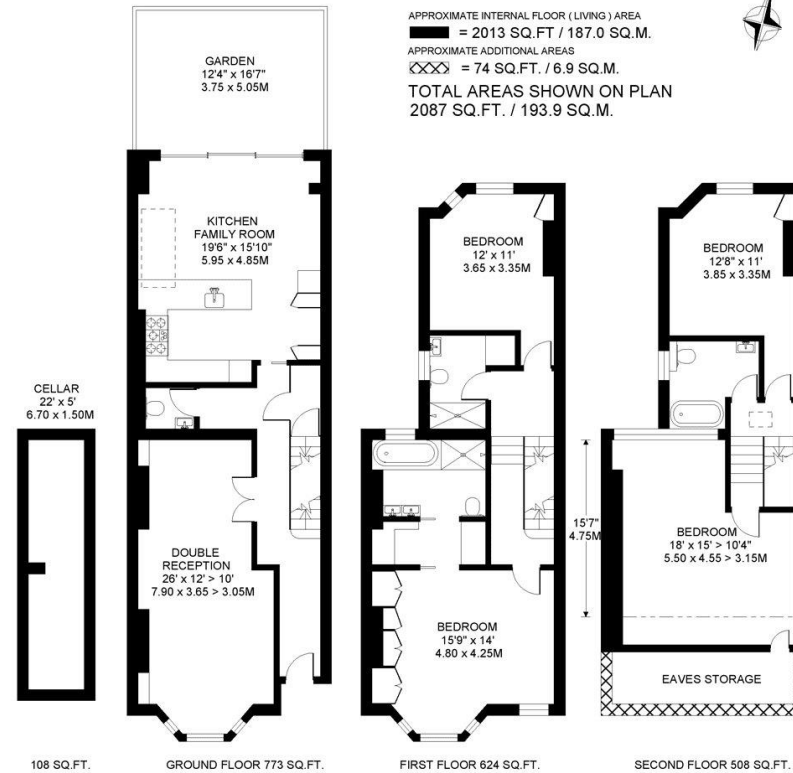 APPROXIMATE INTERNAL FLOOR ( LIVING ) AREA
= 2013 SQ.FT / 187.0 SQ.M.
APPROXIMATE ADDITIONAL AREAS
= 74 SQ.FT. / 6.9 SQ.M.
TOTAL AREAS SHOWN ON PLAN
2087 SQ.FT. / 193.9 SQ.M.
GARDEN
12'4" x 16'7"
3.75 x 5.05M
KITCHEN
FAMILY ROOM
19'6" x 15'10"
5.95 x 4.85M
CELLAR
22' x 5'
6.70 x 1.50M
DOUBLE
RECEPTION
26' x 12' > 10'
7.90 x 3.65 > 3.05M
BEDROOM
12' x 11'
3.65 x 3.35M
BEDROOM
15'9" x 14'
4.80 x 4.25M
BEDROOM
12'8" x 11'
3.85 x 3.35M
15'7"
4.75M
BEDROOM
18' x 15' > 10'4"
5.50 x 4.55 > 3.15M
EAVES STORAGE
108 SQ.FT.
GROUND FLOOR 773 SQ.FT.
FIRST FLOOR 624 SQ.FT.
SECOND FLOOR 508 SQ.FT.